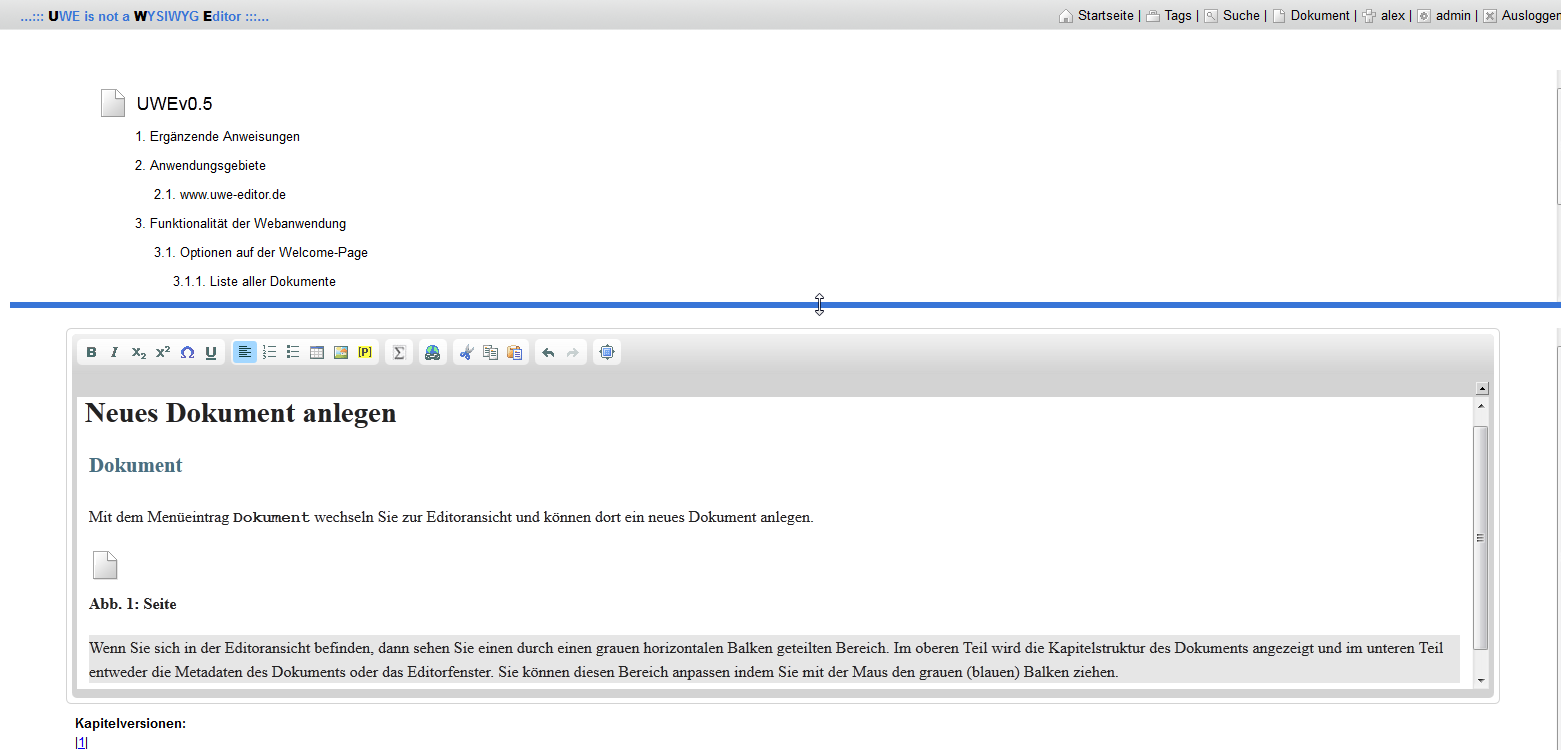 ...::: UWE is not a WYSIWYG Editor :::...
Startseite | Tags | Suche | Dokument | alex | admin | Ausloggen
UWEv0.5
1. Ergänzende Anweisungen
2. Anwendungsgebiete
2.1. www.uwe-editor.de
3. Funktionalität der Webanwendung
3.1. Optionen auf der Welcome-Page
3.1.1. Liste aller Dokumente
B I X2 X² Ω U [P] Σ
Neues Dokument anlegen
Dokument
Mit dem Menüeintrag Dokument wechseln Sie zur Editoransicht und können dort ein neues Dokument anlegen.
Abb. 1: Seite
Wenn Sie sich in der Editoransicht befinden, dann sehen Sie einen durch einen grauen horizontalen Balken geteilten Bereich. Im oberen Teil wird die Kapitelstruktur des Dokuments angezeigt und im unteren Teil
entweder die Metadaten des Dokuments oder das Editorfenster. Sie können diesen Bereich anpassen indem Sie mit der Maus den grauen (blauen) Balken ziehen.
Kapitelversionen:
|1|